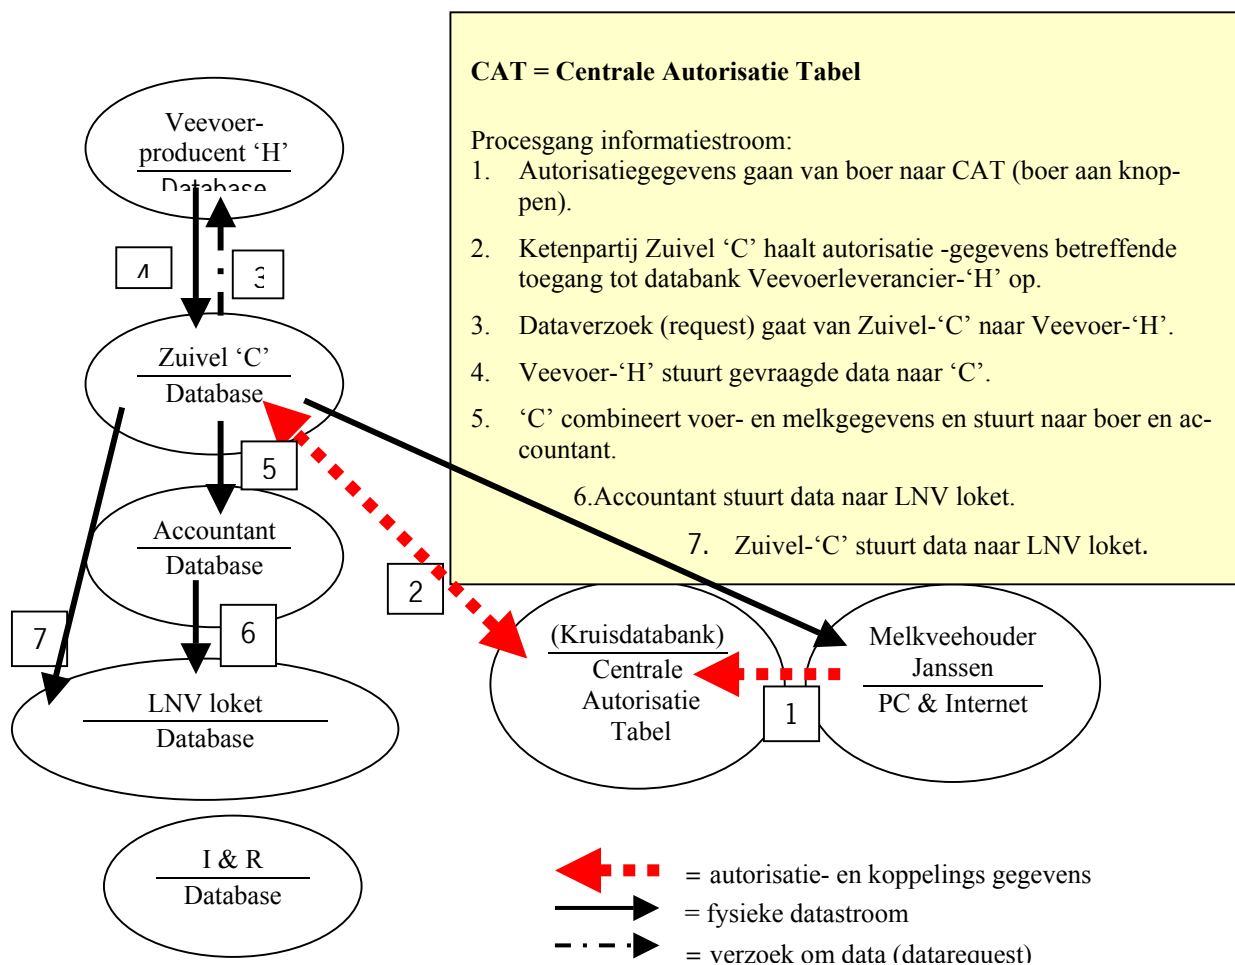 CAT = Centrale Autorisatie Tabel
Procesgang informatiestroom:
1. Autorisatiegegevens gaan van boer naar CAT (boer aan knop-
pen).
2. Ketenpartij Zuivel ‘C’ haalt autorisatie -gegevens betreffende
toegang tot databank Veevoerleverancier-‘H’ op.
3. Dataverzoek (request) gaat van Zuivel-‘C’ naar Veevoer-‘H’.
4. Veevoer-‘H’ stuurt gevraagde data naar ‘C’.
5. ‘C’ combineert voer- en melkgegevens en stuurt naar boer en ac-
countant.
6.Accountant stuurt data naar LNV loket.
7. Zuivel-‘C’ stuurt data naar LNV loket.
Veevoer-
producent ‘H’
Database
4
3
Zuivel ‘C’
Database
5
Accountant
Database
2
7
6
LNV loket
Database
(Kruisdatabank)
Centrale
Autorisatie
Tabel
1
Melkveehouder
Janssen
PC & Internet
I & R
Database
= autorisatie- en koppelings gegevens
= fysieke datastroom
= verzoek om data (datarequest)